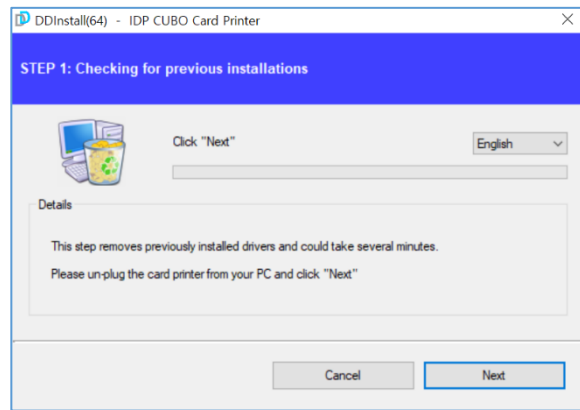 DDInstall(64) - IDP CUBO Card Printer
STEP 1: Checking for previous installations
Click "Next"
English
Details
This step removes previously installed drivers and could take several minutes.
Please un-plug the card printer from your PC and click "Next"
Cancel
Next